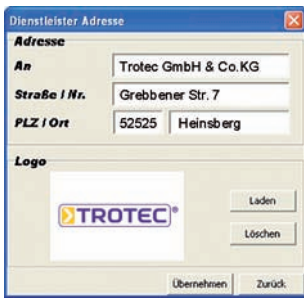 Dienstleister Adresse
Adresse
An Trotec GmbH & Co.KG
Straße / Nr. Grebbener Str. 7
PLZ / Ort 52525 Heinsberg
Logo
TROTEC®
Laden
Löschen
Übernehmen Zurück